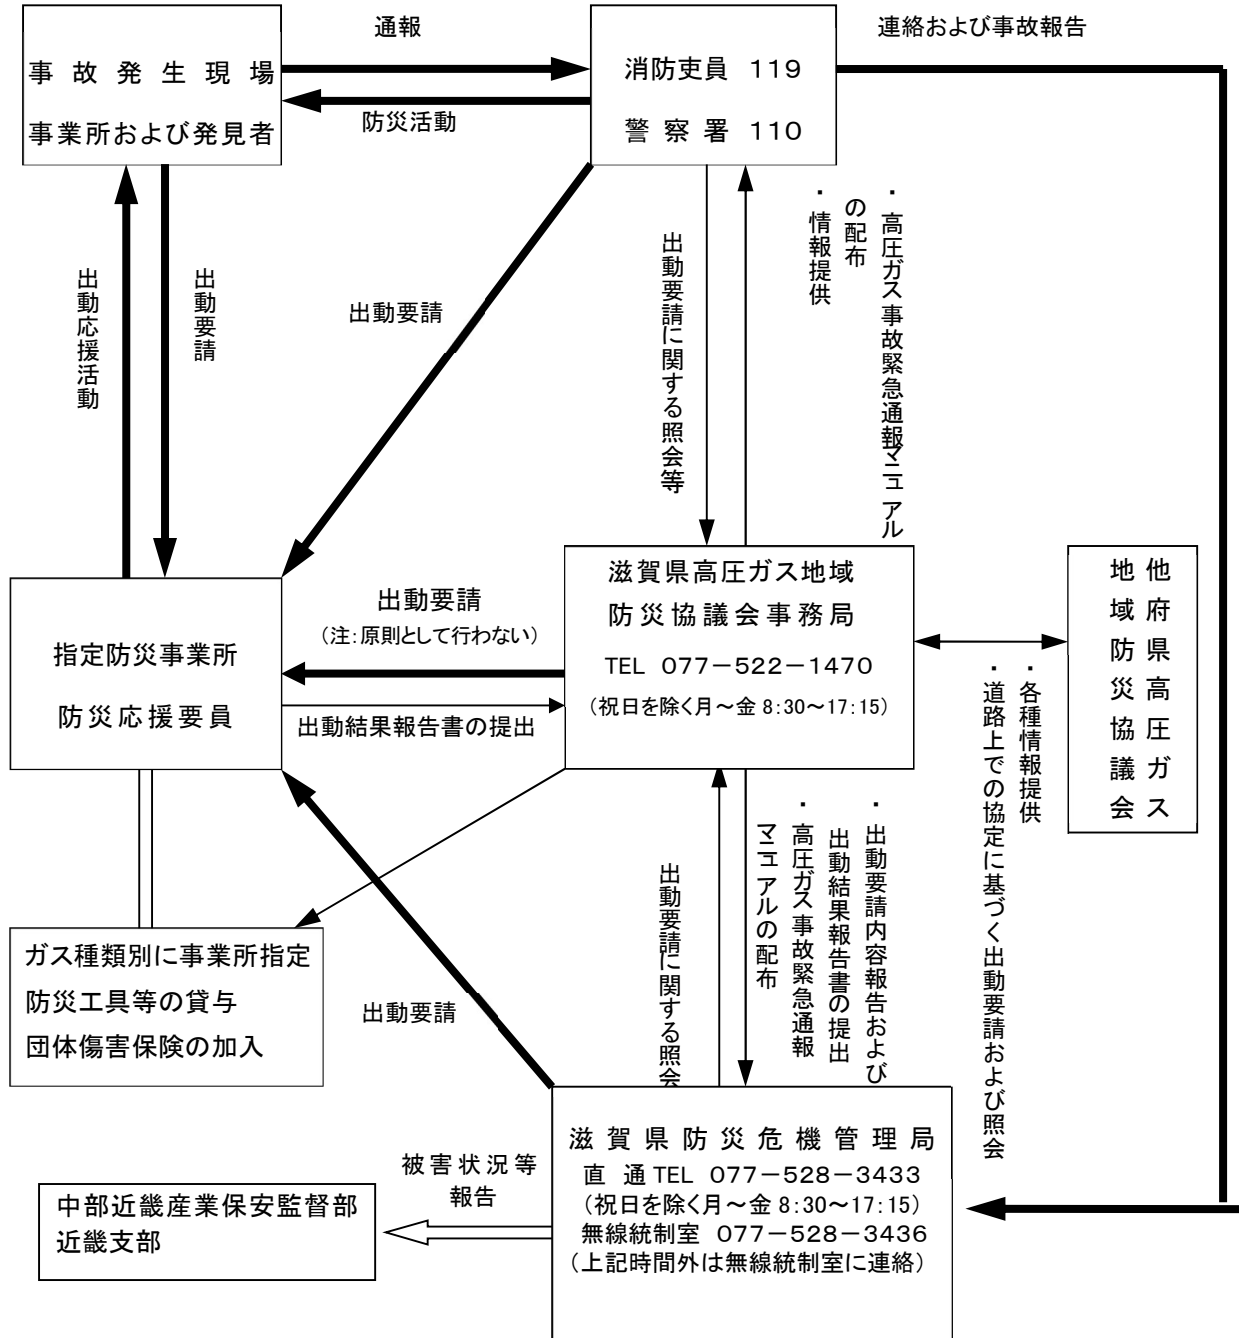 通報
連絡および事故報告
事故発生現場
事業所および発見者
消防吏員 119
警察署 110
防災活動
出動応援活動
出動要請
出動要請
出動要請に関する照会等
・高圧ガス事故緊急通報マニュアル
の配布
・情報提供
指定防災事業所
防災応援要員
出動要請
(注:原則として行わない)
出動結果報告書の提出
滋賀県高圧ガス地域
防災協議会事務局
TEL 077-522-1470
(祝日を除く月~金 8:30~17:15)
他府県高圧ガス
地域防災協議会
・各種情報提供
・道路上での協定に基づく出動要請および照会
ガス種類別に事業所指定
防災工具等の貸与
団体傷害保険の加入
出動要請
出動要請に関する照会
・出動要請内容報告および
出動結果報告書の提出
・高圧ガス事故緊急通報
マニュアルの配布
滋賀県防災危機管理局
直通TEL 077-528-3433
(祝日を除く月~金 8:30~17:15)
無線統制室 077-528-3436
(上記時間外は無線統制室に連絡)
被害状況等
報告
中部近畿産業保安監督部
近畿支部